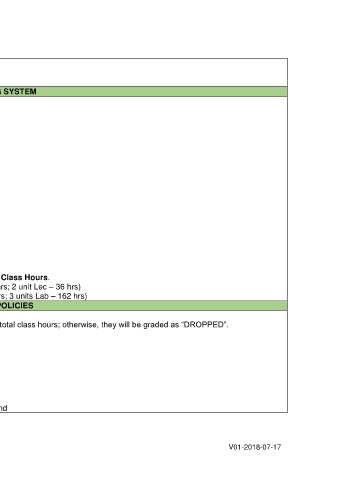 SYSTEM
Class Hours.
rs; 2 unit Lec – 36 hrs)
rs; 3 units Lab – 162 hrs)
POLICIES
total class hours; otherwise, they will be graded as “DROPPED”.
nd
V01-2018-07-17